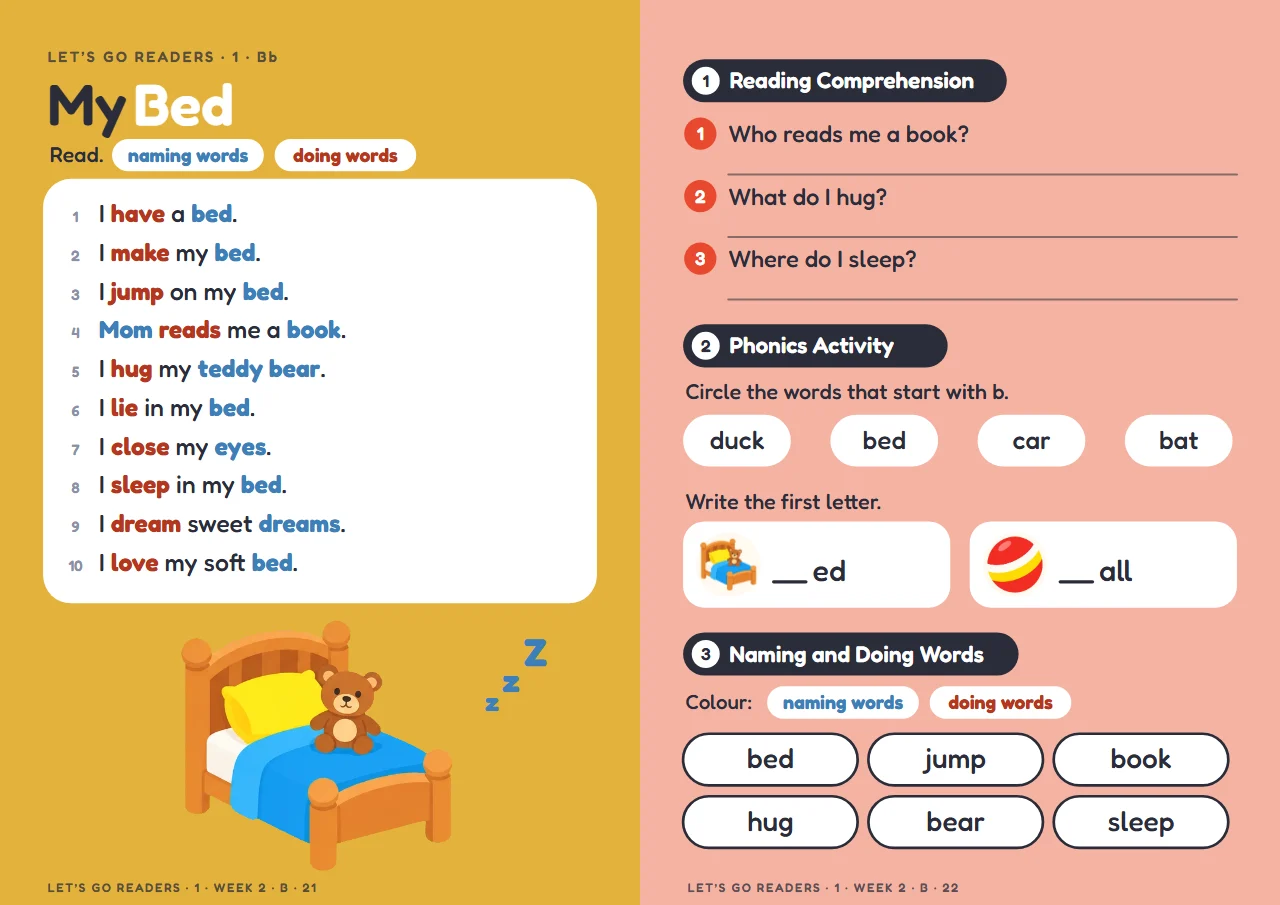 LET'S GO READERS · 1 · Bb
My Bed
Read. naming words doing words
1 I have a bed.
2 I make my bed.
3 I jump on my bed.
4 Mom reads me a book.
5 I hug my teddy bear.
6 I lie in my bed.
7 I close my eyes.
8 I sleep in my bed.
9 I dream sweet dreams.
10 I love my soft bed.
Z
z
z
LET'S GO READERS · 1 · WEEK 2 · B · 21
1 Reading Comprehension
1 Who reads me a book?
2 What do I hug?
3 Where do I sleep?
2 Phonics Activity
Circle the words that start with b.
duck bed car bat
Write the first letter.
__ed __all
3 Naming and Doing Words
Colour: naming words doing words
bed jump book
hug bear sleep
LET'S GO READERS · 1 · WEEK 2 · B · 22